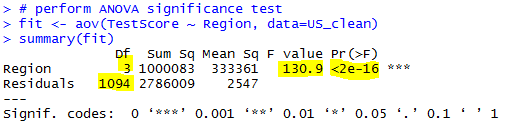 > # perform ANOVA significance test
> fit <- aov(TestScore ~ Region, data=US_clean)
> summary(fit)
Df Sum Sq Mean Sq F value Pr(>F)
Region 3 1000083 333361 130.9 <2e-16 ***
Residuals 1094 2786009 2547
---
Signif. codes: 0 ‘***’ 0.001 ‘**’ 0.01 ‘*’ 0.05 ‘.’ 0.1 ‘ ’ 1